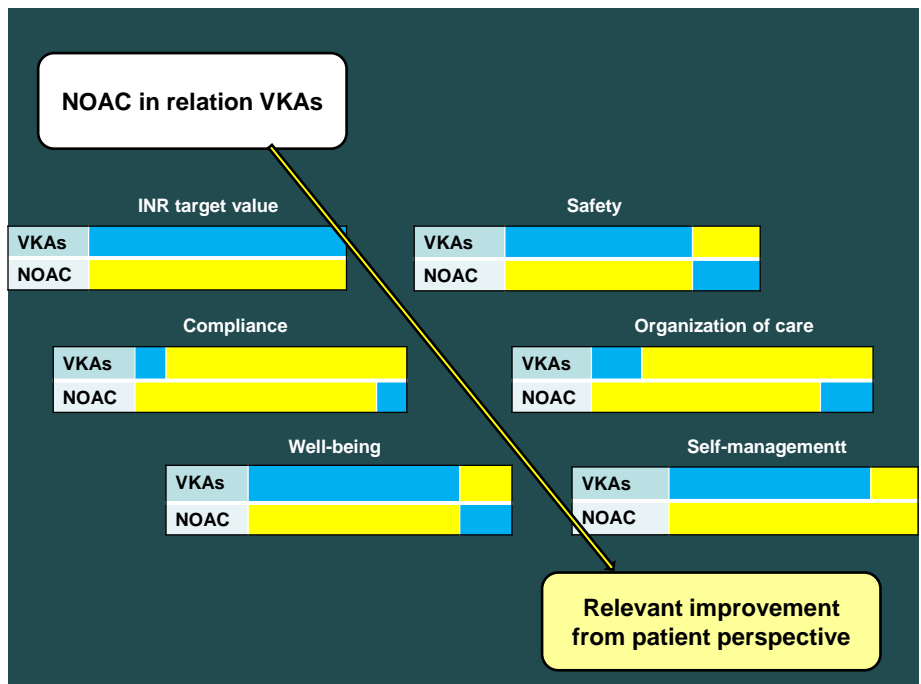 NOAC in relation VKAs
INR target value
VKAs
NOAC
Safety
VKAs
NOAC
Compliance
VKAs
NOAC
Organization of care
VKAs
NOAC
Well-being
VKAs
NOAC
Self-managementt
VKAs
NOAC
Relevant improvement
from patient perspective